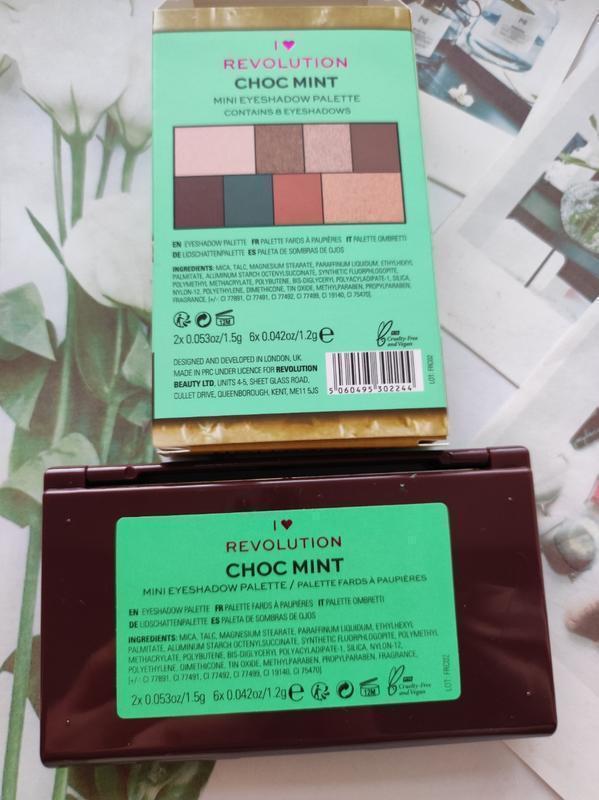 I ♥
REVOLUTION
CHOC MINT
MINI EYESHADOW PALETTE
CONTAINS 8 EYESHADOWS
EN EYESHADOW PALETTE FR PALETTE FARDS À PAUPIÈRES IT PALETTE OMBRETTI
DE LIDSCHATTENPALETTE ES PALETA DE SOMBRAS DE OJOS
INGREDIENTS: MICA, TALC, MAGNESIUM STEARATE, PARAFFINUM LIQUIDUM, ETHYLHEXYL
PALMITATE, ALUMINUM STARCH OCTENYLSUCCINATE, SYNTHETIC FLUORPHLOGOPITE,
POLYMETHYL METHACRYLATE, POLYBUTENE, BIS-DIGLYCERYL POLYACYLADIPATE-1, SILICA,
NYLON-12, POLYETHYLENE, DIMETHICONE, TIN OXIDE, METHYLPARABEN, PROPYLPARABEN,
FRAGRANCE, [+/-: CI 77891, CI 77491, CI 77492, CI 77499, CI 19140, CI 75470].
12M
2x 0.053oz/1.5g 6x 0.042oz/1.2g e
Cruelty-Free
and Vegan
DESIGNED AND DEVELOPED IN LONDON, UK.
MADE IN PRC UNDER LICENCE FOR REVOLUTION
BEAUTY LTD, UNITS 4-5, SHEET GLASS ROAD,
CULLET DRIVE, QUEENBOROUGH, KENT, ME11 5JS
5 060495 302244
LOT: FRC02
I ♥
REVOLUTION
CHOC MINT
MINI EYESHADOW PALETTE / PALETTE FARDS À PAUPIÈRES
EN EYESHADOW PALETTE FR PALETTE FARDS À PAUPIÈRES IT PALETTE OMBRETTI
DE LIDSCHATTENPALETTE ES PALETA DE SOMBRAS DE OJOS
INGREDIENTS: MICA, TALC, MAGNESIUM STEARATE, PARAFFINUM LIQUIDUM, ETHYLHEXYL
PALMITATE, ALUMINUM STARCH OCTENYLSUCCINATE, SYNTHETIC FLUORPHLOGOPITE, POLYMETHYL
METHACRYLATE, POLYBUTENE, BIS-DIGLYCERYL POLYACYLADIPATE-1, SILICA, NYLON-12,
POLYETHYLENE, DIMETHICONE, TIN OXIDE, METHYLPARABEN, PROPYLPARABEN, FRAGRANCE,
[+/-: CI 77891, CI 77491, CI 77492, CI 77499, CI 19140, CI 75470]
2x 0.053oz/1.5g 6x 0.042oz/1.2g e 12M
Cruelty-Free
and Vegan
LOT: FRC02